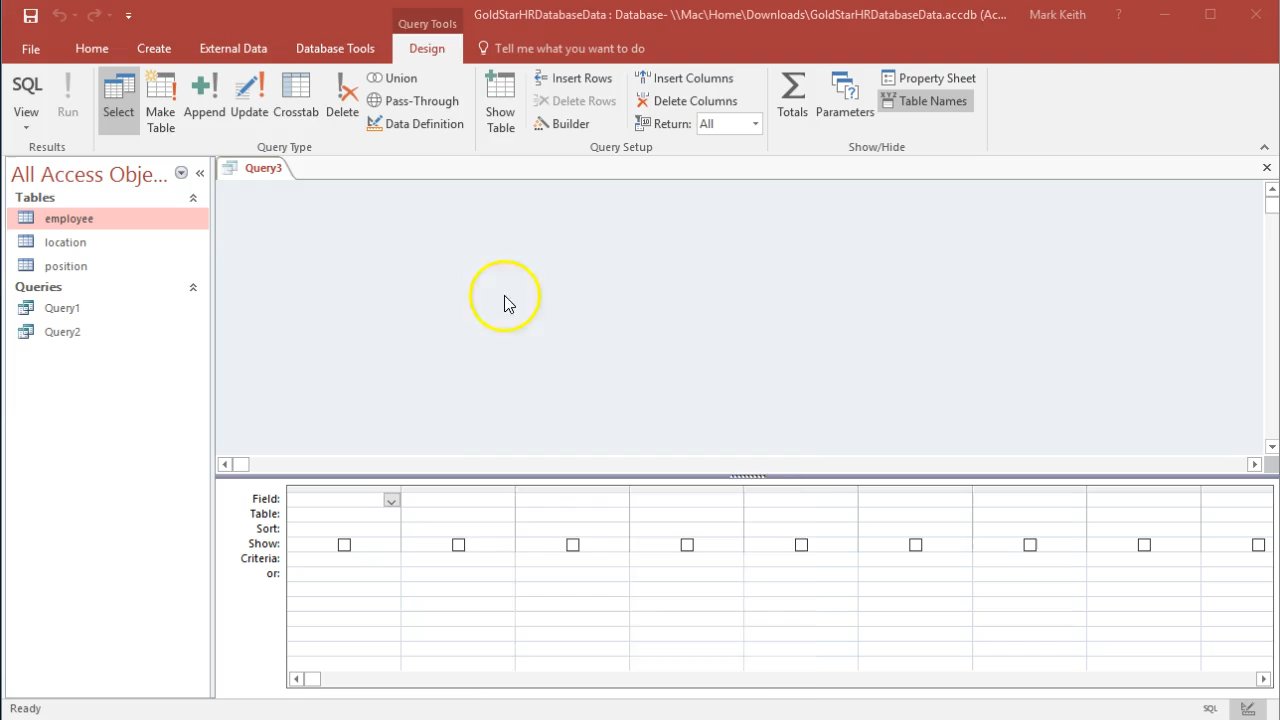 Query Tools
GoldStarHRDatabaseData : Database- \\Mac\Home\Downloads\GoldStarHRDatabaseData.accdb (Ac...
Mark Keith
?
File
Home
Create
External Data
Database Tools
Design
Tell me what you want to do
SQL
View
Run
Select
Make
Table
Append
Update
Crosstab
Delete
Union
Pass-Through
Data Definition
Show
Table
Insert Rows
Delete Rows
Builder
Insert Columns
Delete Columns
Return: All
Totals
Parameters
Property Sheet
XYZ Table Names
Results
Query Type
Query Setup
Show/Hide
All Access Obje...
Tables
employee
location
position
Queries
Query1
Query2
Query3
Field:
Table:
Sort:
Show:
Criteria:
or:
Ready
SQL